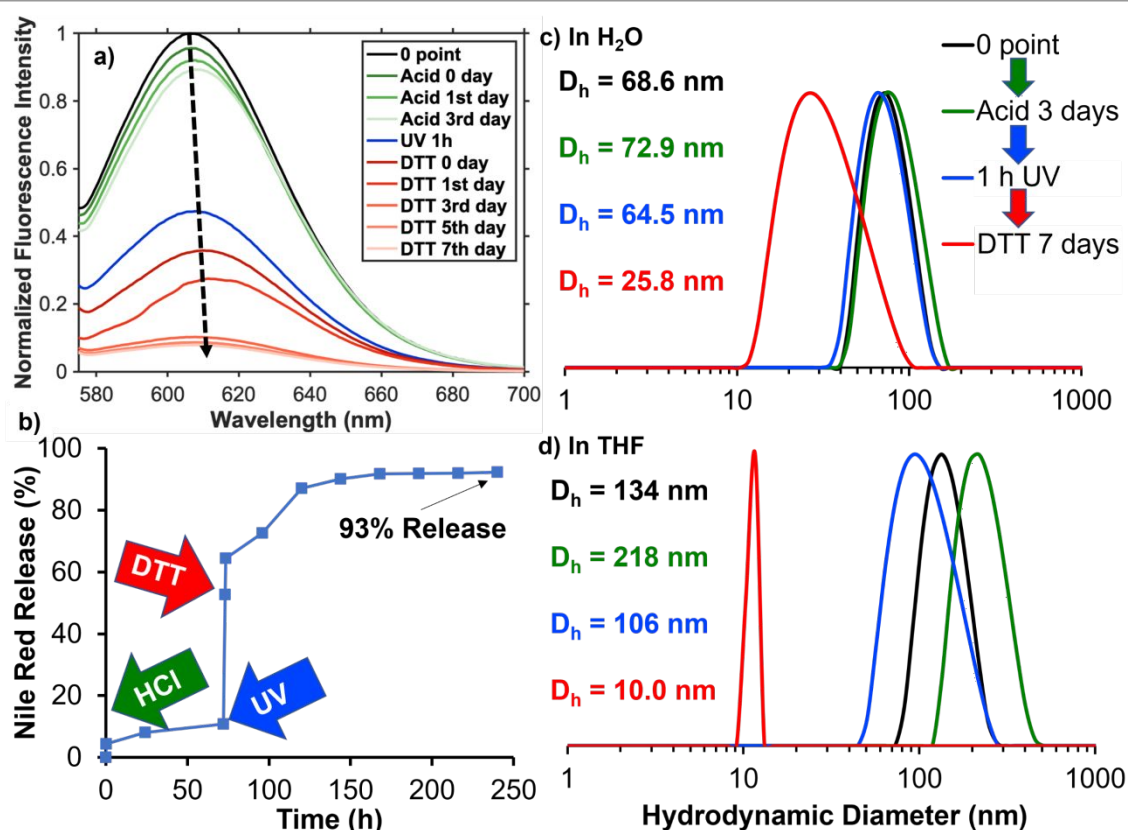 a)
Normalized Fluorescence Intensity
1
0.8
0.6
0.4
0.2
0
580 600 620 640 660 680 700
Wavelength (nm)
0 point
Acid 0 day
Acid 1st day
Acid 3rd day
UV 1h
DTT 0 day
DTT 1st day
DTT 3rd day
DTT 5th day
DTT 7th day
b)
Nile Red Release (%)
100
80
60
40
20
0
0 50 100 150 200 250
Time (h)
DTT
HCl
UV
93% Release
c) In H₂O
Dₕ = 68.6 nm
Dₕ = 72.9 nm
Dₕ = 64.5 nm
Dₕ = 25.8 nm
0 point
Acid 3 days
1 h UV
DTT 7 days
1 10 100 1000
d) In THF
Dₕ = 134 nm
Dₕ = 218 nm
Dₕ = 106 nm
Dₕ = 10.0 nm
1 10 100 1000
Hydrodynamic Diameter (nm)